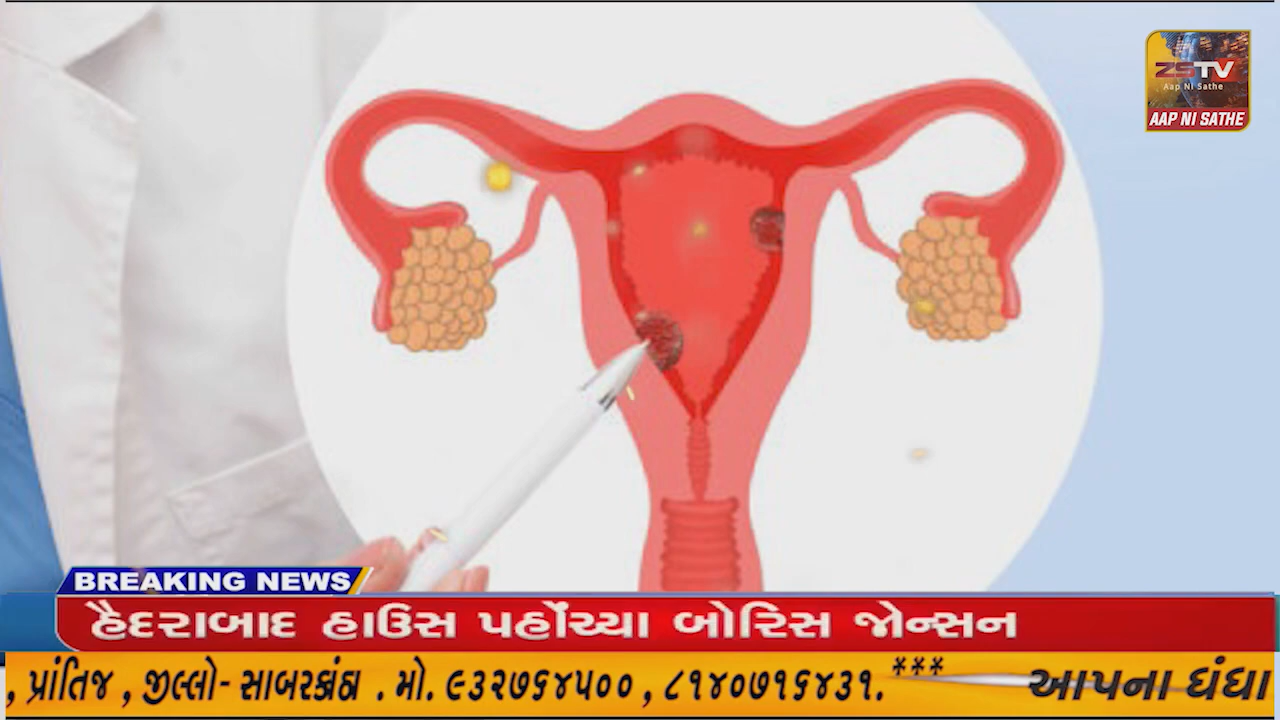 ZSTV
Aap Ni Sathe
AAP NI SATHE
BREAKING NEWS
હૈદરાબાદ હાઉસ પહોંચ્યા બોરિસ જોન્સન
, પ્રાંતિજ , જીલ્લો- સાબરકાંઠા . મો. ૯૩૨૭૬૪૫૦૦ , ૮૧૪૦૭૧૬૪૩૧.*** આપના ધંધા